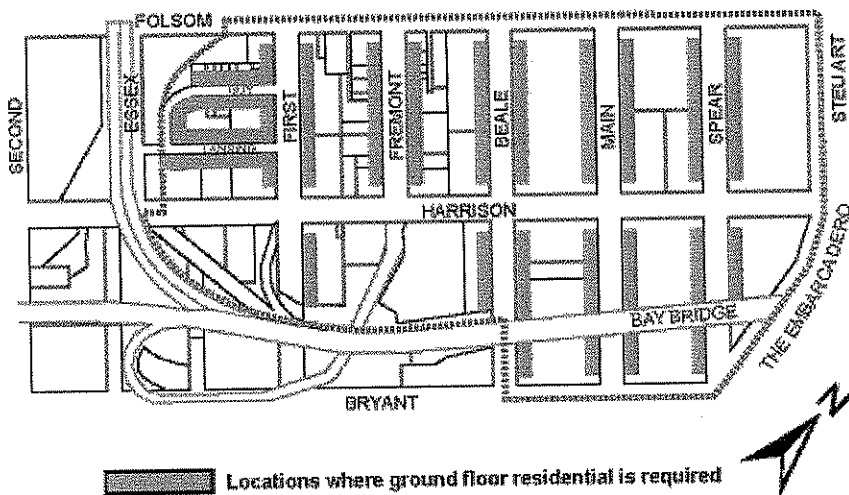 FOLSOM
SECOND
ESSEX
LANSING
FIRST
FREMONT
BEALE
MAIN
SPEAR
STEUART
HARRISON
BAY BRIDGE
THE EMBARCADERO
BRYANT
N
Locations where ground floor residential is required